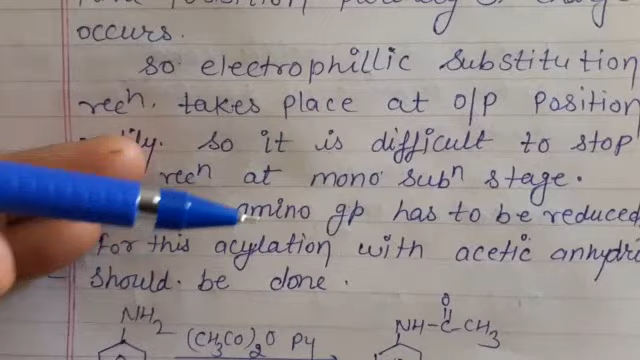 occurs.
so electrophillic substitution
recn. takes place at o/p position
so it is difficult to stop
recn at mono subn stage.
amino gp has to be reduced
for this acylation with acetic anhydri
should be done.
NH2
(CH3CO)2O Py
O
NH-C-CH3